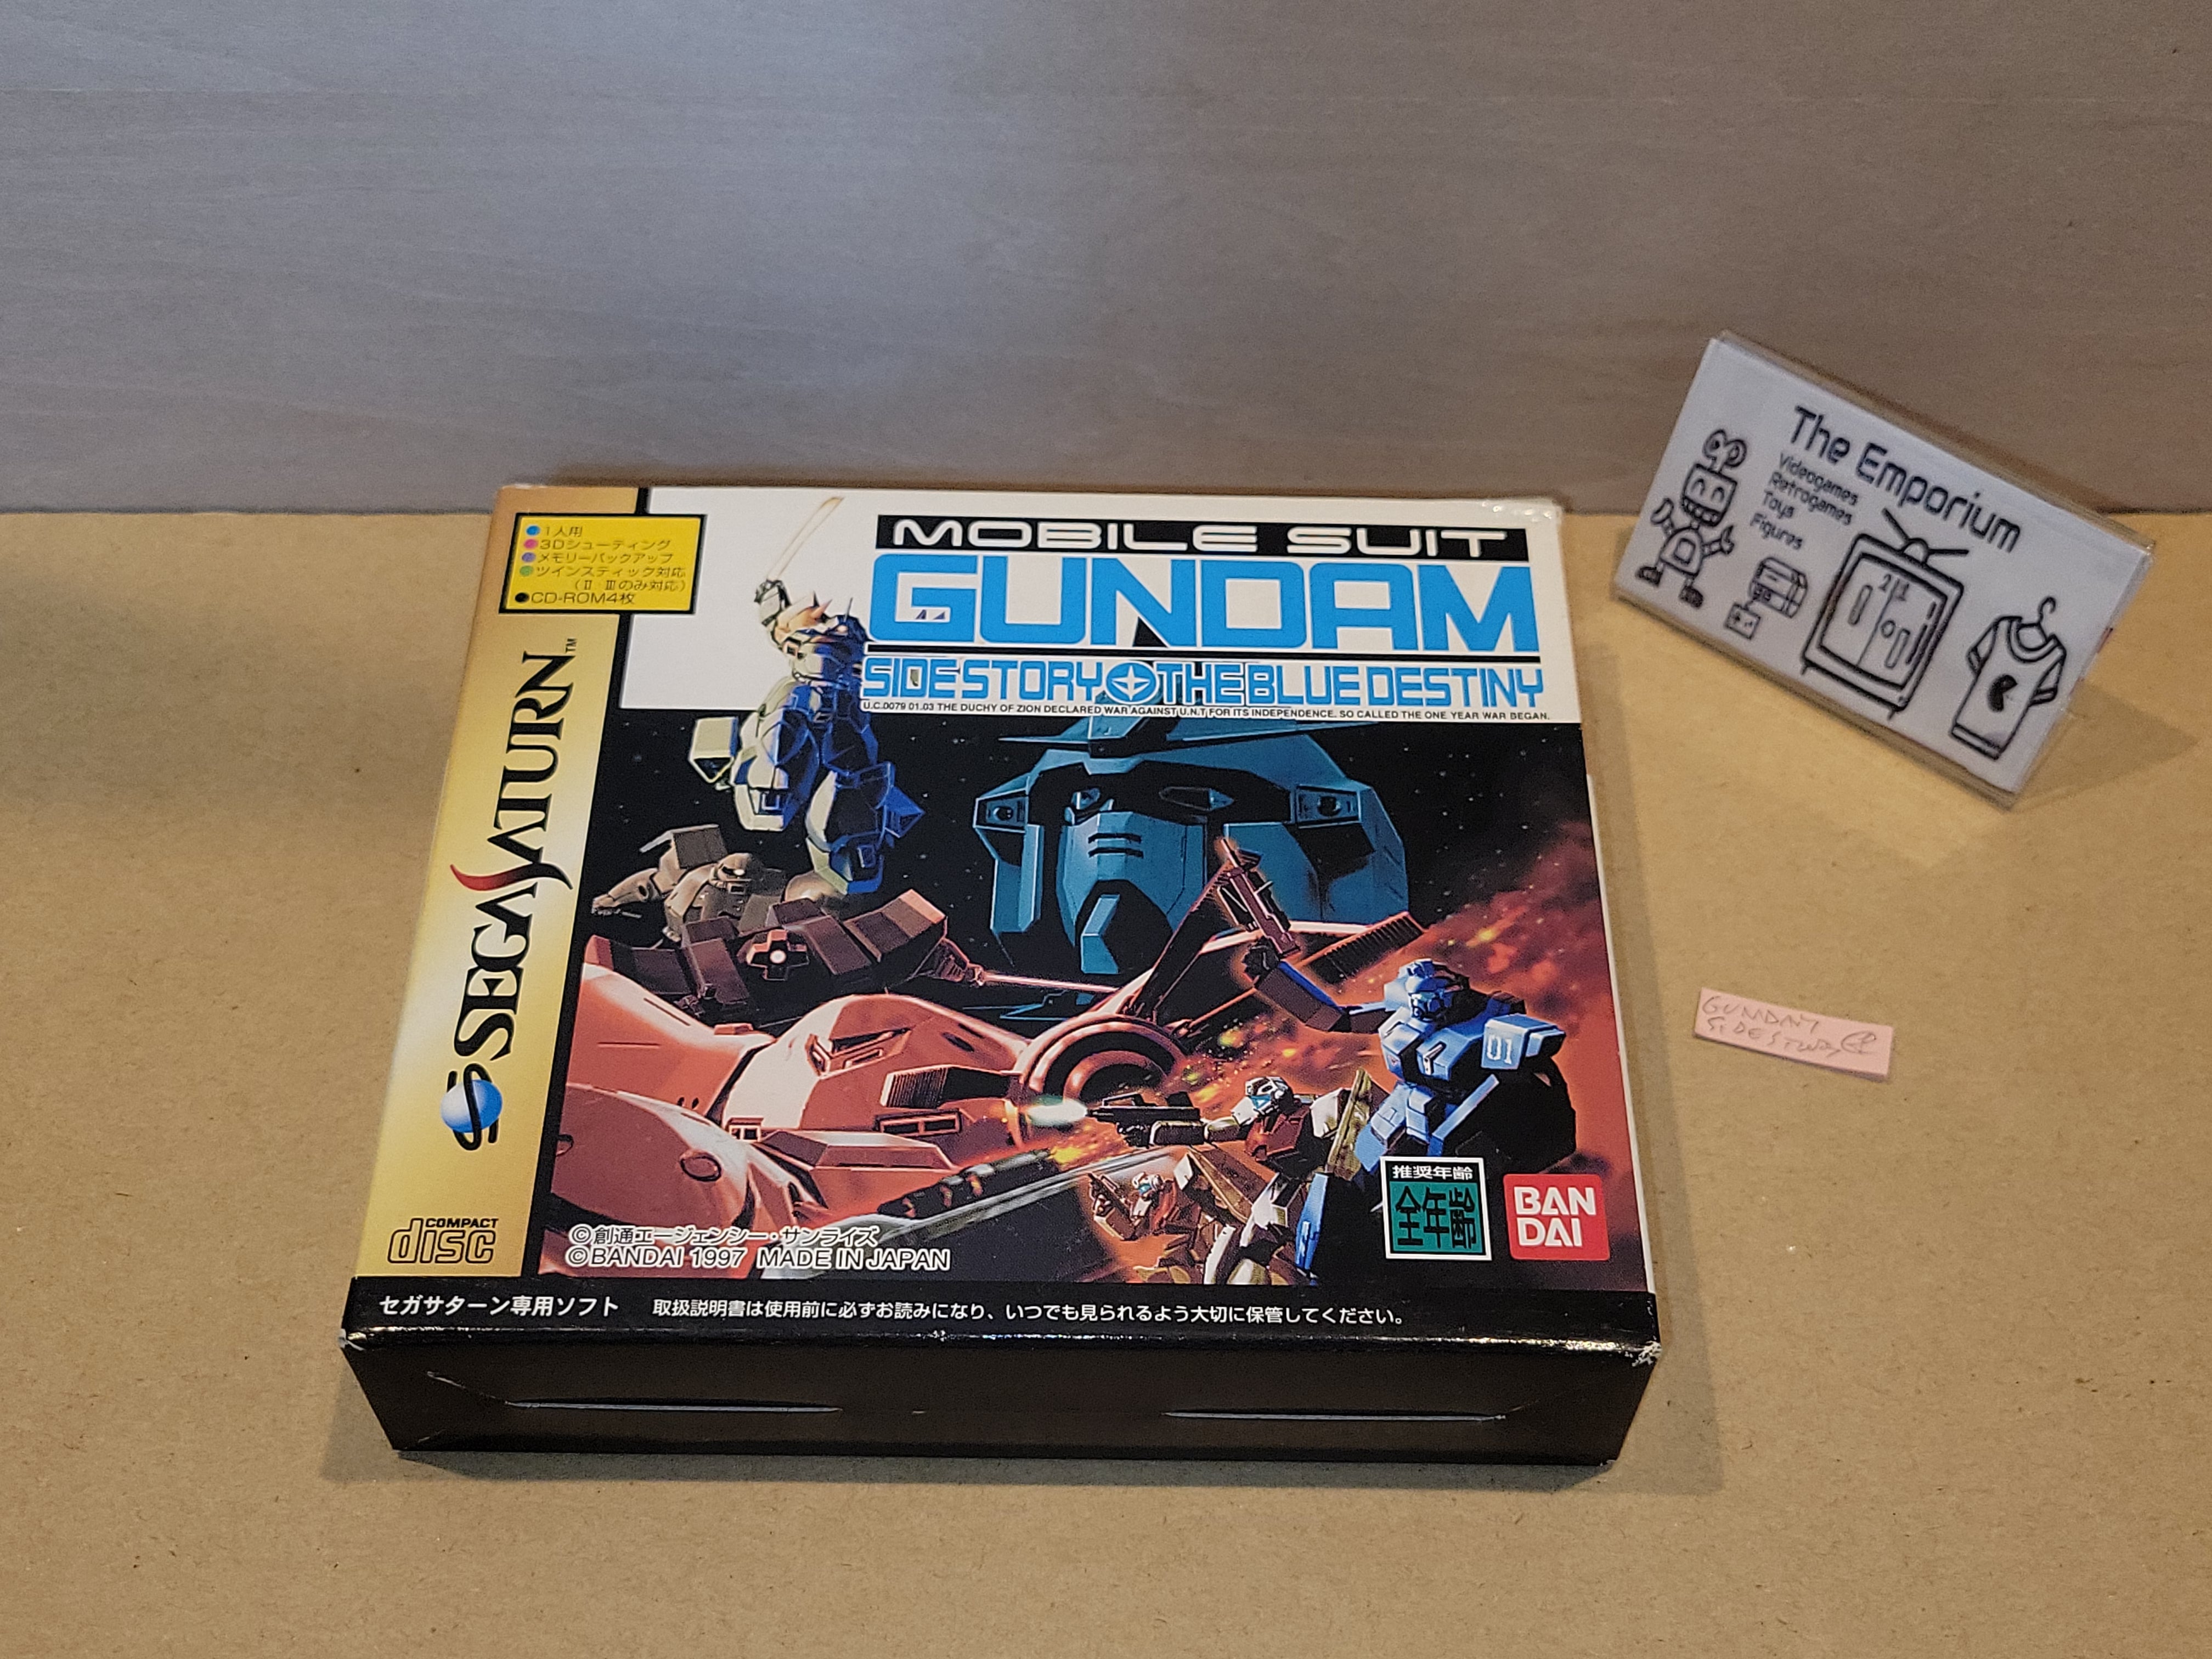 1人用
3Dシューティング
メモリーバックアップ
ツインスティック対応
(Ⅱ Ⅲのみ対応)
CD-ROM4枚
SEGA SATURN™
COMPACT
disc
MOBILE SUIT
GUNDAM
SIDE STORY THE BLUE DESTINY
U.C.0079 01.03 THE DUCHY OF ZION DECLARED WAR AGAINST U.N.T FOR ITS INDEPENDENCE. SO CALLED THE ONE YEAR WAR BEGAN.
01
推奨年齢
全年齢
BAN
DAI
©創通エージェンシー・サンライズ
©BANDAI 1997 MADE IN JAPAN
セガサターン専用ソフト 取扱説明書は使用前に必ずお読みになり、いつでも見られるよう大切に保管してください。
The Emporium
Videogames
Retrogames
Toys
Figures
GUNDAM
SIDESTORY